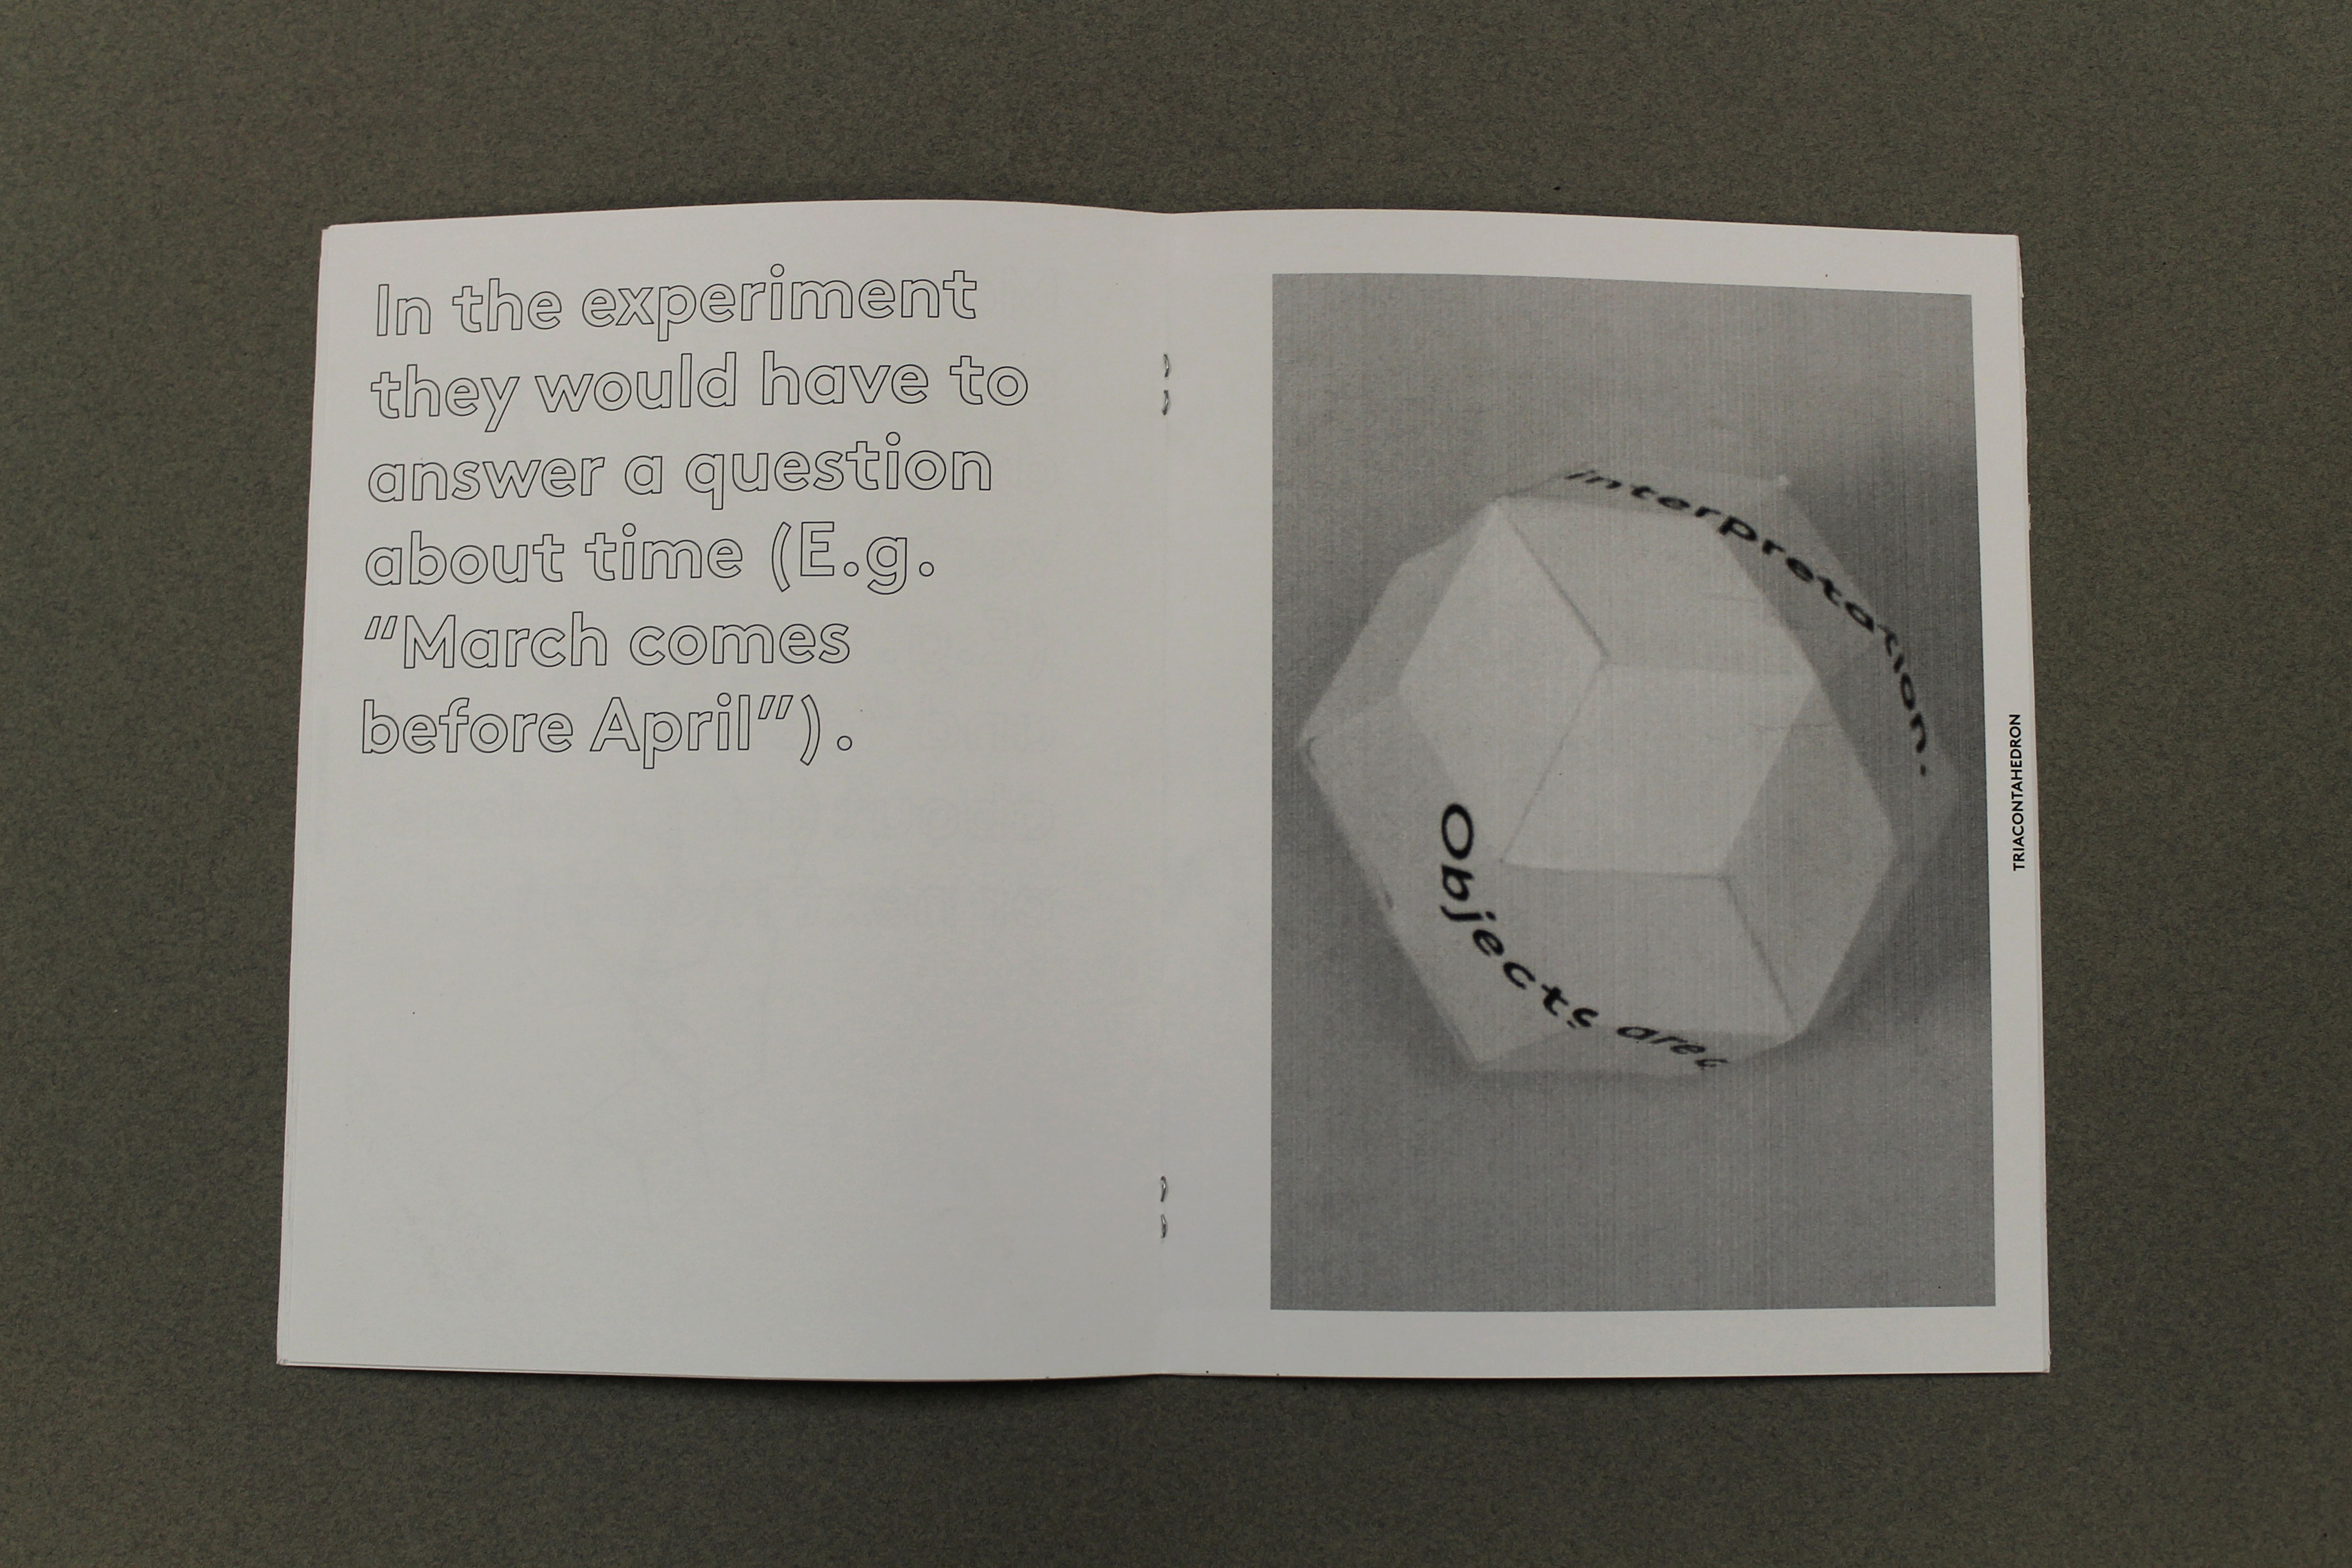 In the experiment
they would have to
answer a question
about time (E.g.
“March comes
before April”).
interpretation.
Objects are
TRIACONTAHEDRON